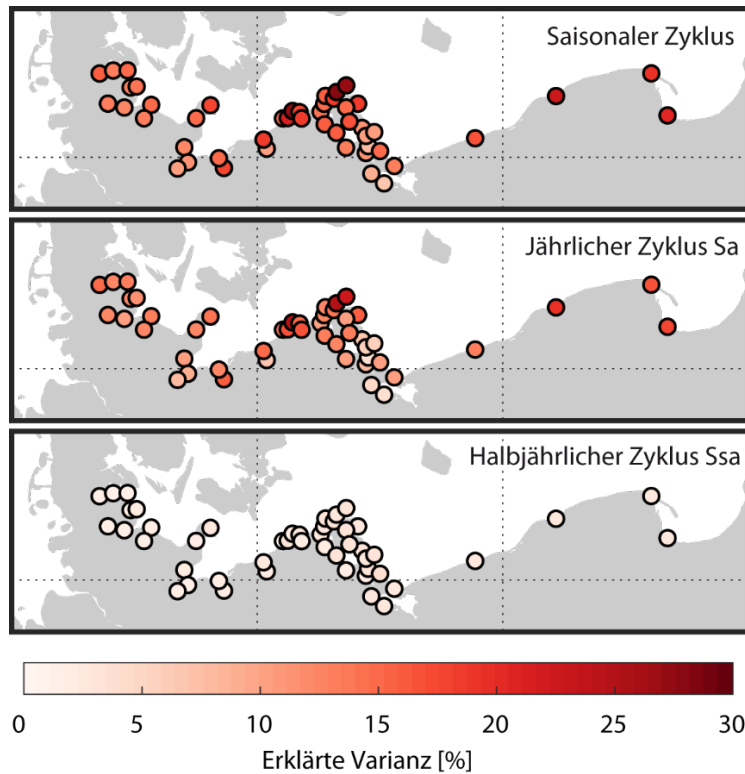 Saisonaler Zyklus
Jährlicher Zyklus Sa
Halbjährlicher Zyklus Ssa
0 5 10 15 20 25 30
Erklärte Varianz [%]